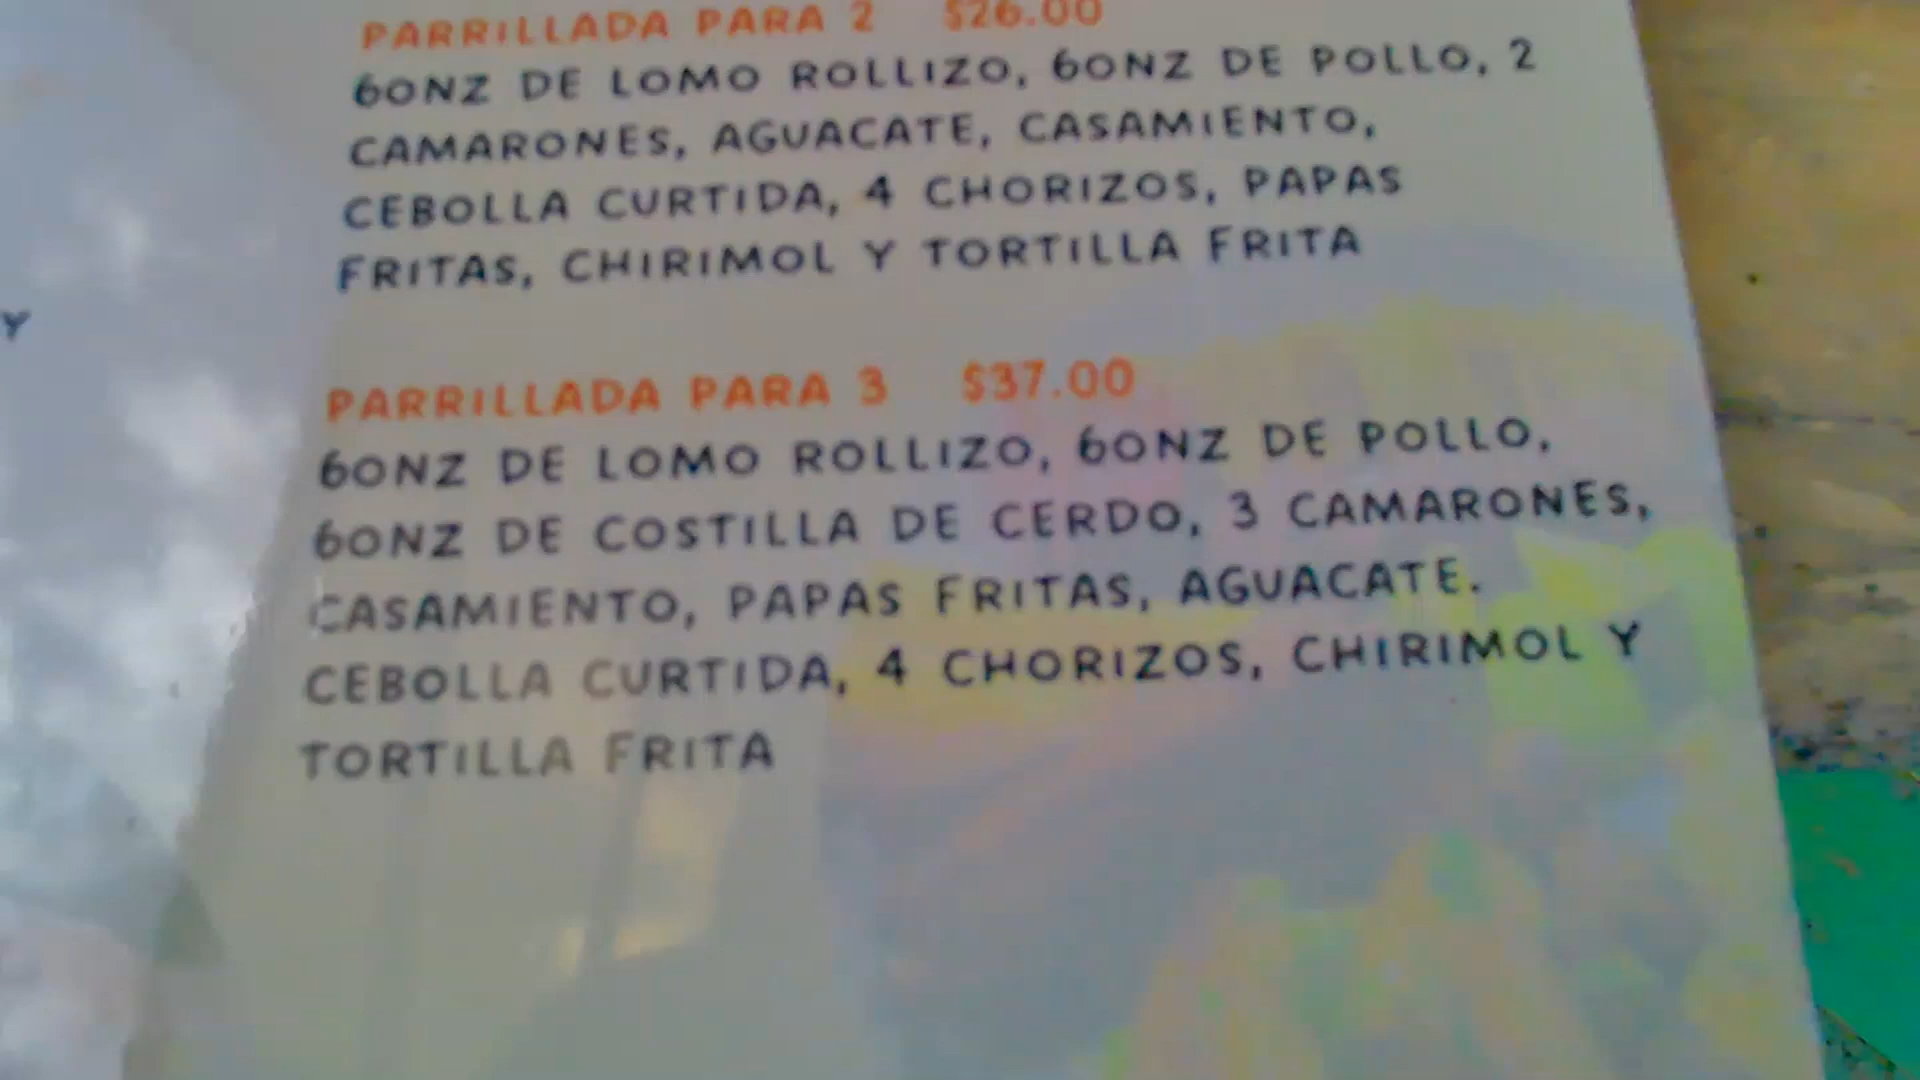 PARRILLADA PARA 2 $26.00
6ONZ DE LOMO ROLLIZO, 6ONZ DE POLLO, 2
CAMARONES, AGUACATE, CASAMIENTO,
CEBOLLA CURTIDA, 4 CHORIZOS, PAPAS
FRITAS, CHIRIMOL Y TORTILLA FRITA
Y
PARRILLADA PARA 3 $37.00
6ONZ DE LOMO ROLLIZO, 6ONZ DE POLLO,
6ONZ DE COSTILLA DE CERDO, 3 CAMARONES,
CASAMIENTO, PAPAS FRITAS, AGUACATE.
CEBOLLA CURTIDA, 4 CHORIZOS, CHIRIMOL Y
TORTILLA FRITA